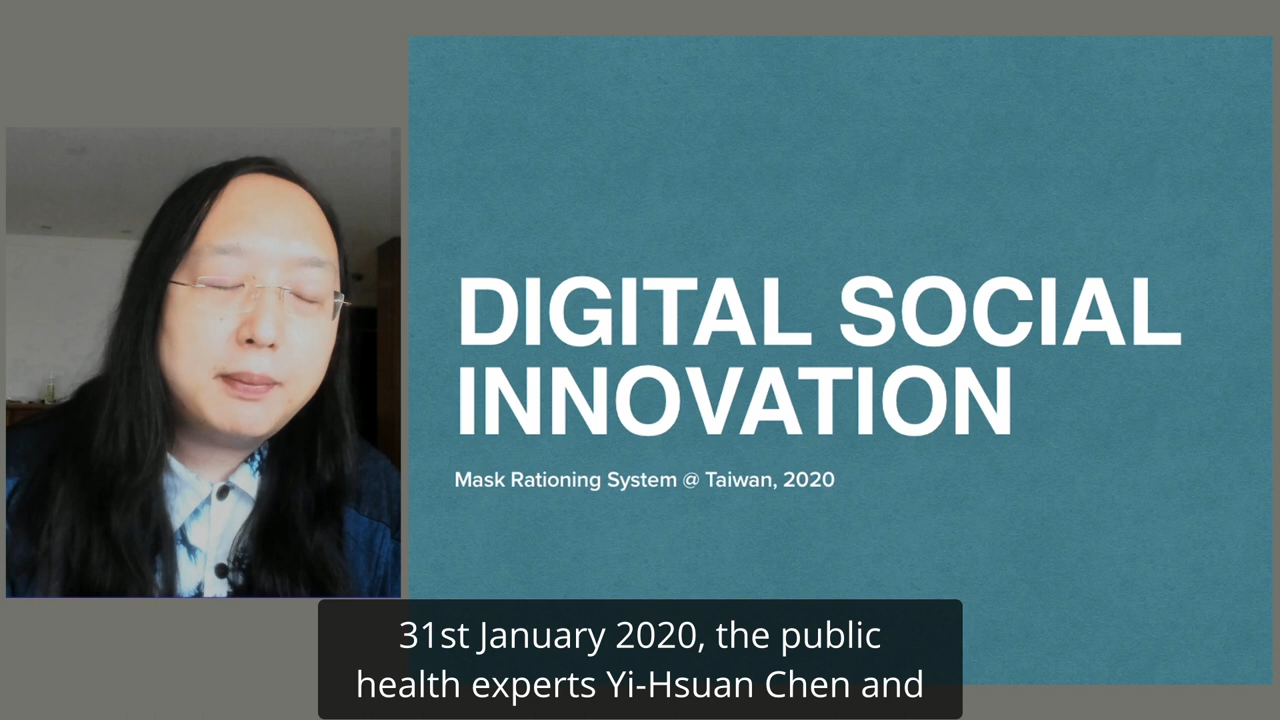 DIGITAL SOCIAL
INNOVATION
Mask Rationing System @ Taiwan, 2020
31st January 2020, the public
health experts Yi-Hsuan Chen and